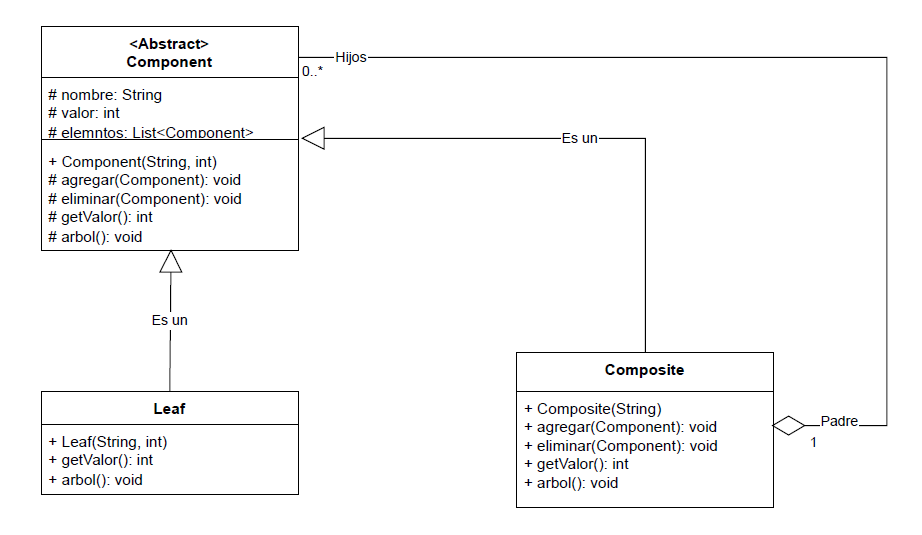 <Abstract>
Component
# nombre: String
# valor: int
# elemntos: List<Component>
+ Component(String, int)
# agregar(Component): void
# eliminar(Component): void
# getValor(): int
# arbol(): void
Hijos
0..*
Es un
Es un
Leaf
+ Leaf(String, int)
+ getValor(): int
+ arbol(): void
Composite
+ Composite(String)
+ agregar(Component): void
+ eliminar(Component): void
+ getValor(): int
+ arbol(): void
Padre
1